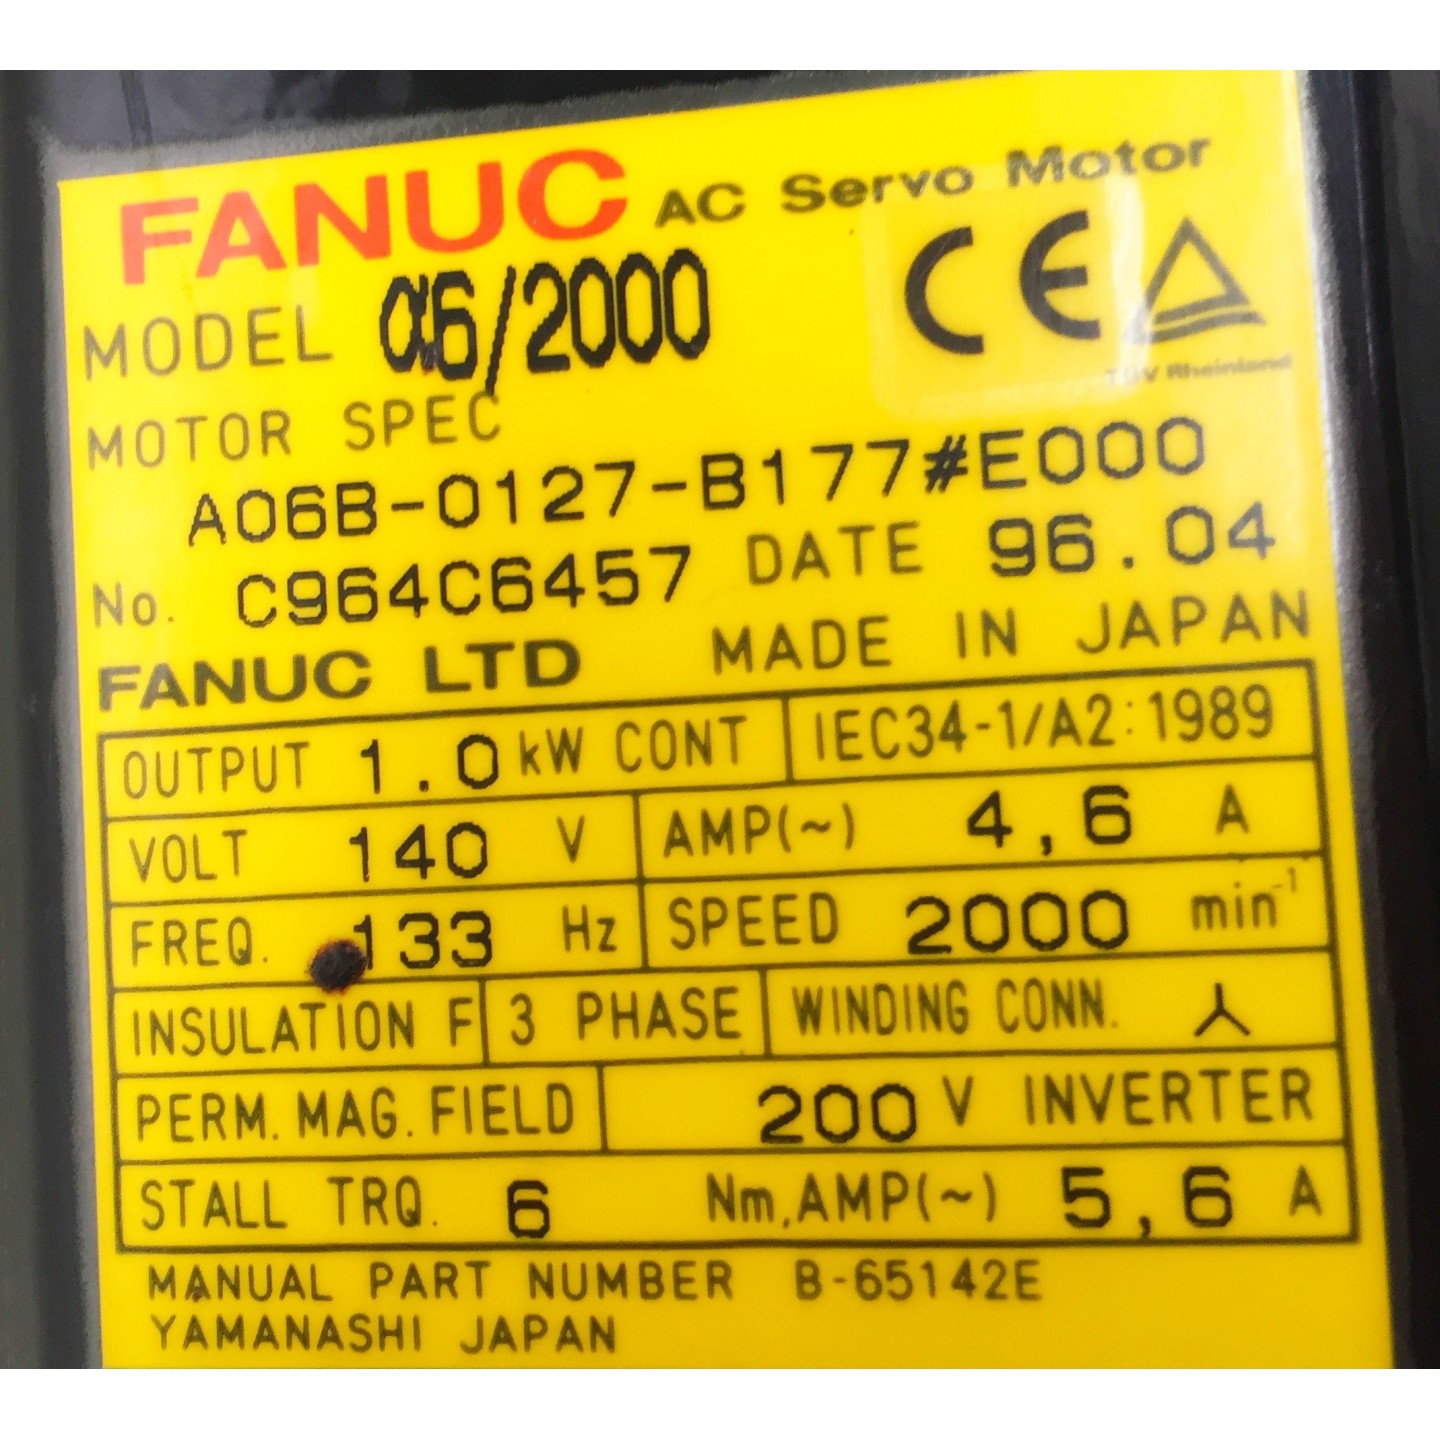 FANUC AC Servo Motor
MODEL α6/2000
CE
TÜV Rheinland
MOTOR SPEC
A06B-0127-B177#E000
No. C964C6457 DATE 96.04
FANUC LTD MADE IN JAPAN
OUTPUT 1.0 kW CONT IEC34-1/A2:1989
VOLT 140 V AMP(~) 4,6 A
FREQ. 133 Hz SPEED 2000 min⁻¹
INSULATION F 3 PHASE WINDING CONN.
PERM. MAG. FIELD 200 V INVERTER
STALL TRQ. 6 Nm, AMP(~) 5,6 A
MANUAL PART NUMBER B-65142E
YAMANASHI JAPAN